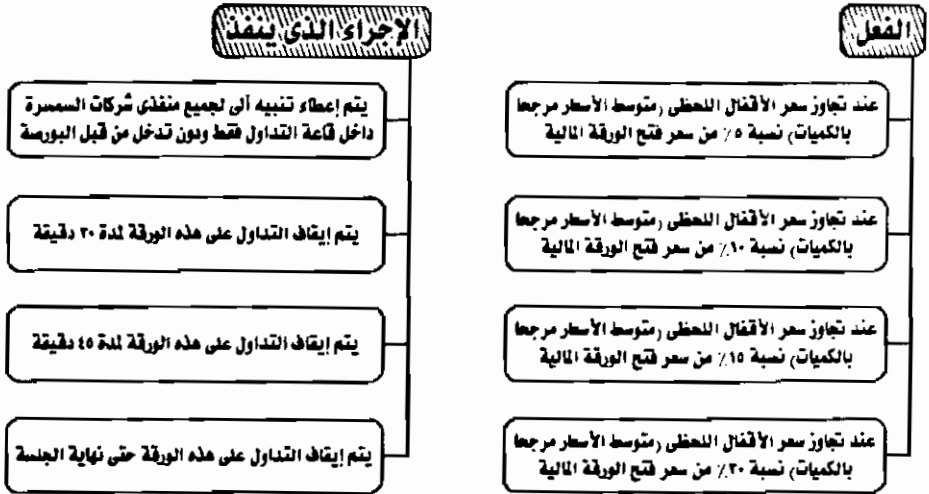 الفعل
الإجراء الذى ينفذ
عند تجاوز سعر الأقفال اللحظى (متوسط الأسعار مرجحا
بالكميات) نسبة ٥٪ من سعر فتح الورقة المالية
يتم إعطاء تنبيه ألى لجميع منفذى شركات السمسرة
داخل قاعة التداول فقط ودون تدخل من قبل البورصة
عند تجاوز سعر الأقفال اللحظى (متوسط الأسعار مرجحا
بالكميات) نسبة ١٠٪ من سعر فتح الورقة المالية
يتم إيقاف التداول على هذه الورقة لمدة ٣٠ دقيقة
عند تجاوز سعر الأقفال اللحظى (متوسط الأسعار مرجحا
بالكميات) نسبة ١٥٪ من سعر فتح الورقة المالية
يتم إيقاف التداول على هذه الورقة لمدة ٤٥ دقيقة
عند تجاوز سعر الأقفال اللحظى (متوسط الأسعار مرجحا
بالكميات) نسبة ٢٠٪ من سعر فتح الورقة المالية
يتم إيقاف التداول على هذه الورقة حتى نهاية الجلسة